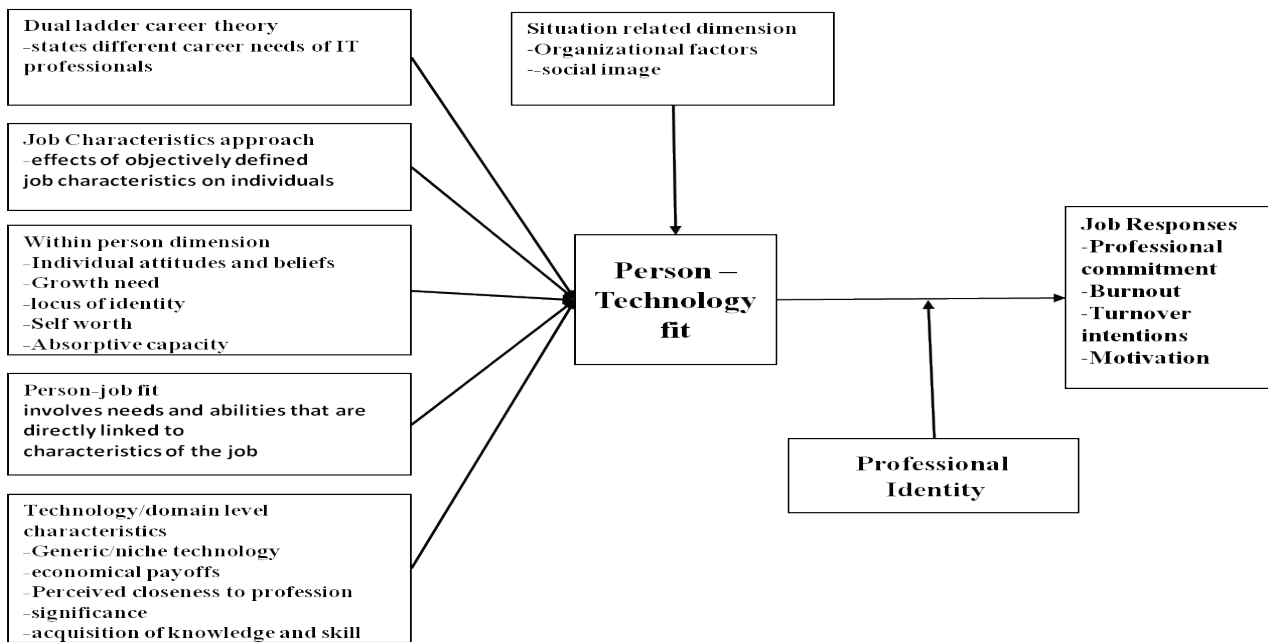 Dual ladder career theory
-states different career needs of IT
professionals
Situation related dimension
-Organizational factors
--social image
Job Characteristics approach
-effects of objectively defined
job characteristics on individuals
Within person dimension
-Individual attitudes and beliefs
-Growth need
-locus of identity
-Self worth
-Absorptive capacity
Person –
Technology
fit
Job Responses
-Professional
commitment
-Burnout
-Turnover
intentions
-Motivation
Person-job fit
involves needs and abilities that are
directly linked to
characteristics of the job
Professional
Identity
Technology/domain level
characteristics
-Generic/niche technology
-economical payoffs
-Perceived closeness to profession
-significance
-acquisition of knowledge and skill